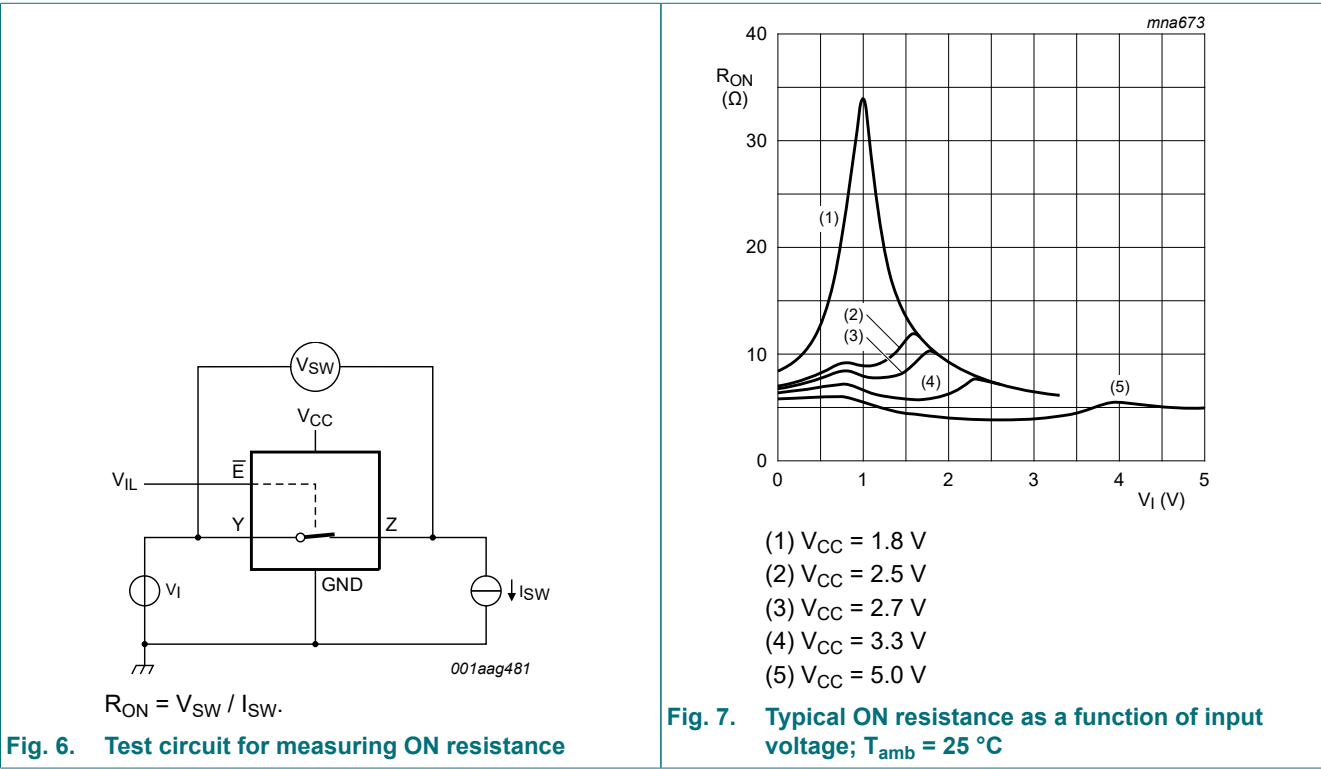 VSW
VCC
E
VIL
Y
Z
VI
GND
ISW
001aag481
RON = VSW / ISW.
Fig. 6. Test circuit for measuring ON resistance
mna673
40
RON
(Ω)
30
(1)
20
(2)
(3)
10
(4)
(5)
0
0 1 2 3 4 5
VI (V)
(1) VCC = 1.8 V
(2) VCC = 2.5 V
(3) VCC = 2.7 V
(4) VCC = 3.3 V
(5) VCC = 5.0 V
Fig. 7. Typical ON resistance as a function of input
voltage; Tamb = 25 °C